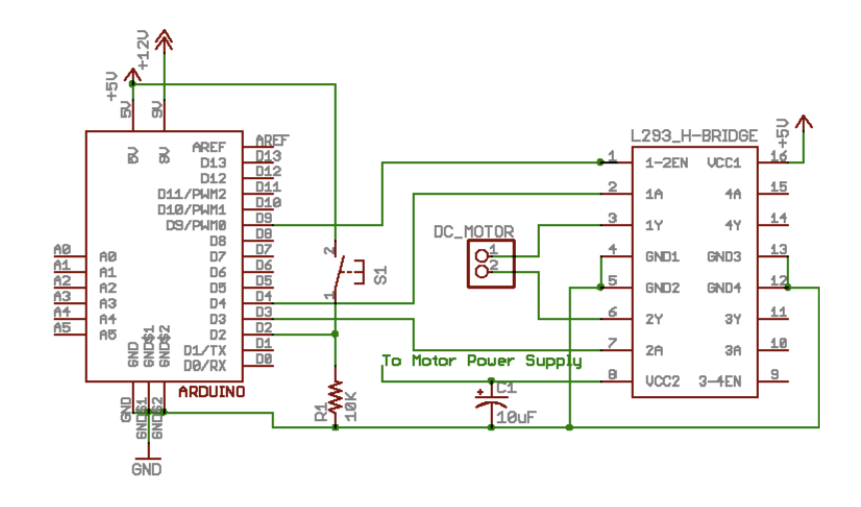 +12V
+5V
5V
9V
5V
9V
AREF
AREF
D13
D13
D12
D12
D11/PWM2
D11
D10/PWM1
D10
D9/PWM0
D9
D8
D8
D7
D7
D6
D6
D5
D5
D4
D4
D3
D3
D2
D2
D1/TX
D1
D0/RX
D0
A0
A0
A1
A1
A2
A2
A3
A3
A4
A4
A5
A5
GND
GND$1
GND$2
ARDUINO
GND
GND$1
GND$2
GND
2
S1
1
R1
10K
DC_MOTOR
1
2
To Motor Power Supply
C1
+
10uF
L293_H-BRIDGE
+5V
1 1-2EN VCC1 16
2 1A 4A 15
3 1Y 4Y 14
4 GND1 GND3 13
5 GND2 GND4 12
6 2Y 3Y 11
7 2A 3A 10
8 VCC2 3-4EN 9